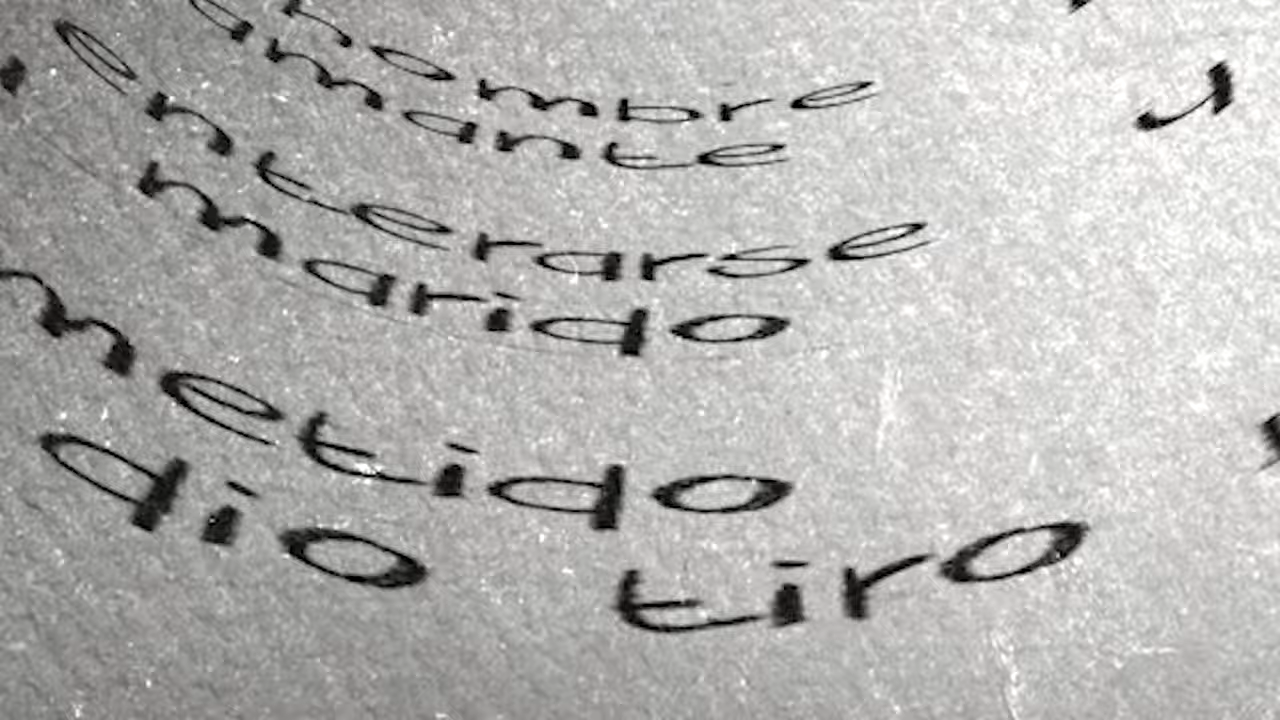 hombre
amante
enterarse
marido
metido
dio tiro